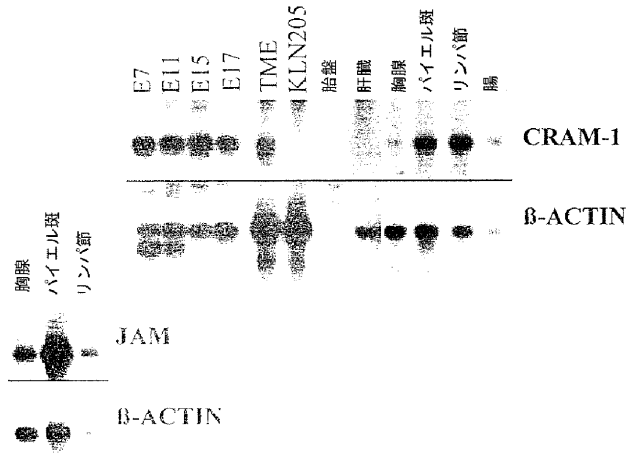 E7
E11
E15
E17
TME
KLN205
胎盤
肝臓
胸腺
パイエル斑
リンパ節
腸
CRAM-1
ß-ACTIN
胸腺
パイエル斑
リンパ節
JAM
ß-ACTIN